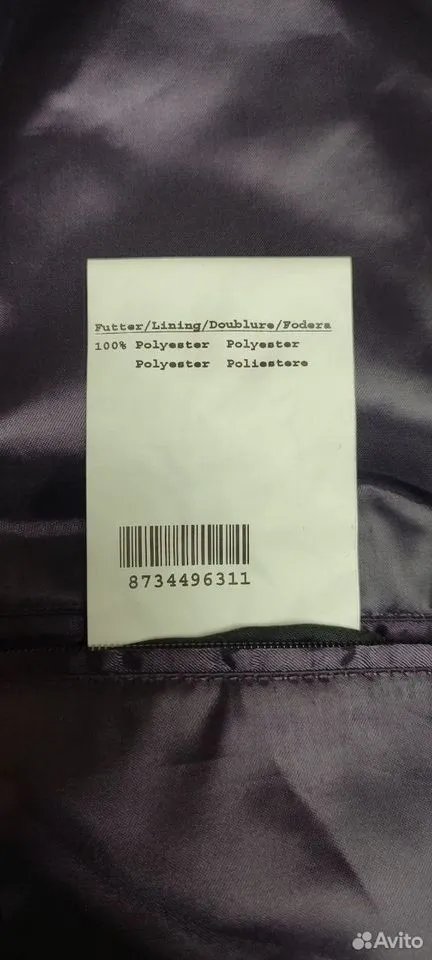 Futter/Lining/Doublure/Fodera
100% Polyester Polyester
Polyester Poliestere
8734496311
Avito